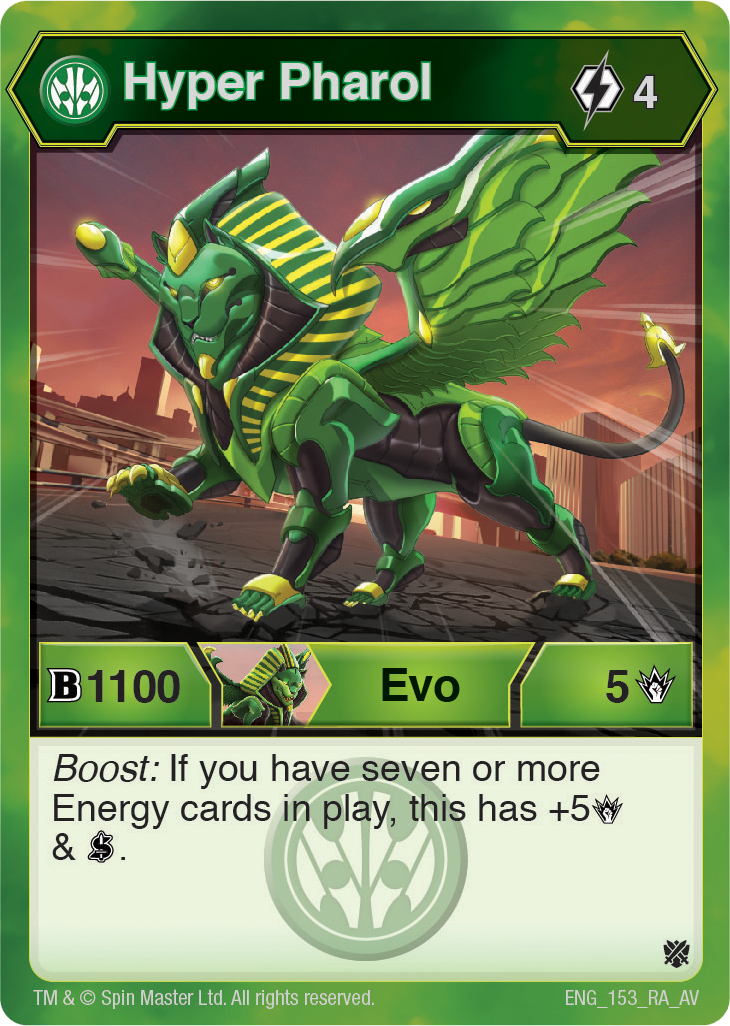 Hyper Pharol
4
B 1100
Evo
5
Boost: If you have seven or more
Energy cards in play, this has +5
& $.
TM & © Spin Master Ltd. All rights reserved.
ENG_153_RA_AV